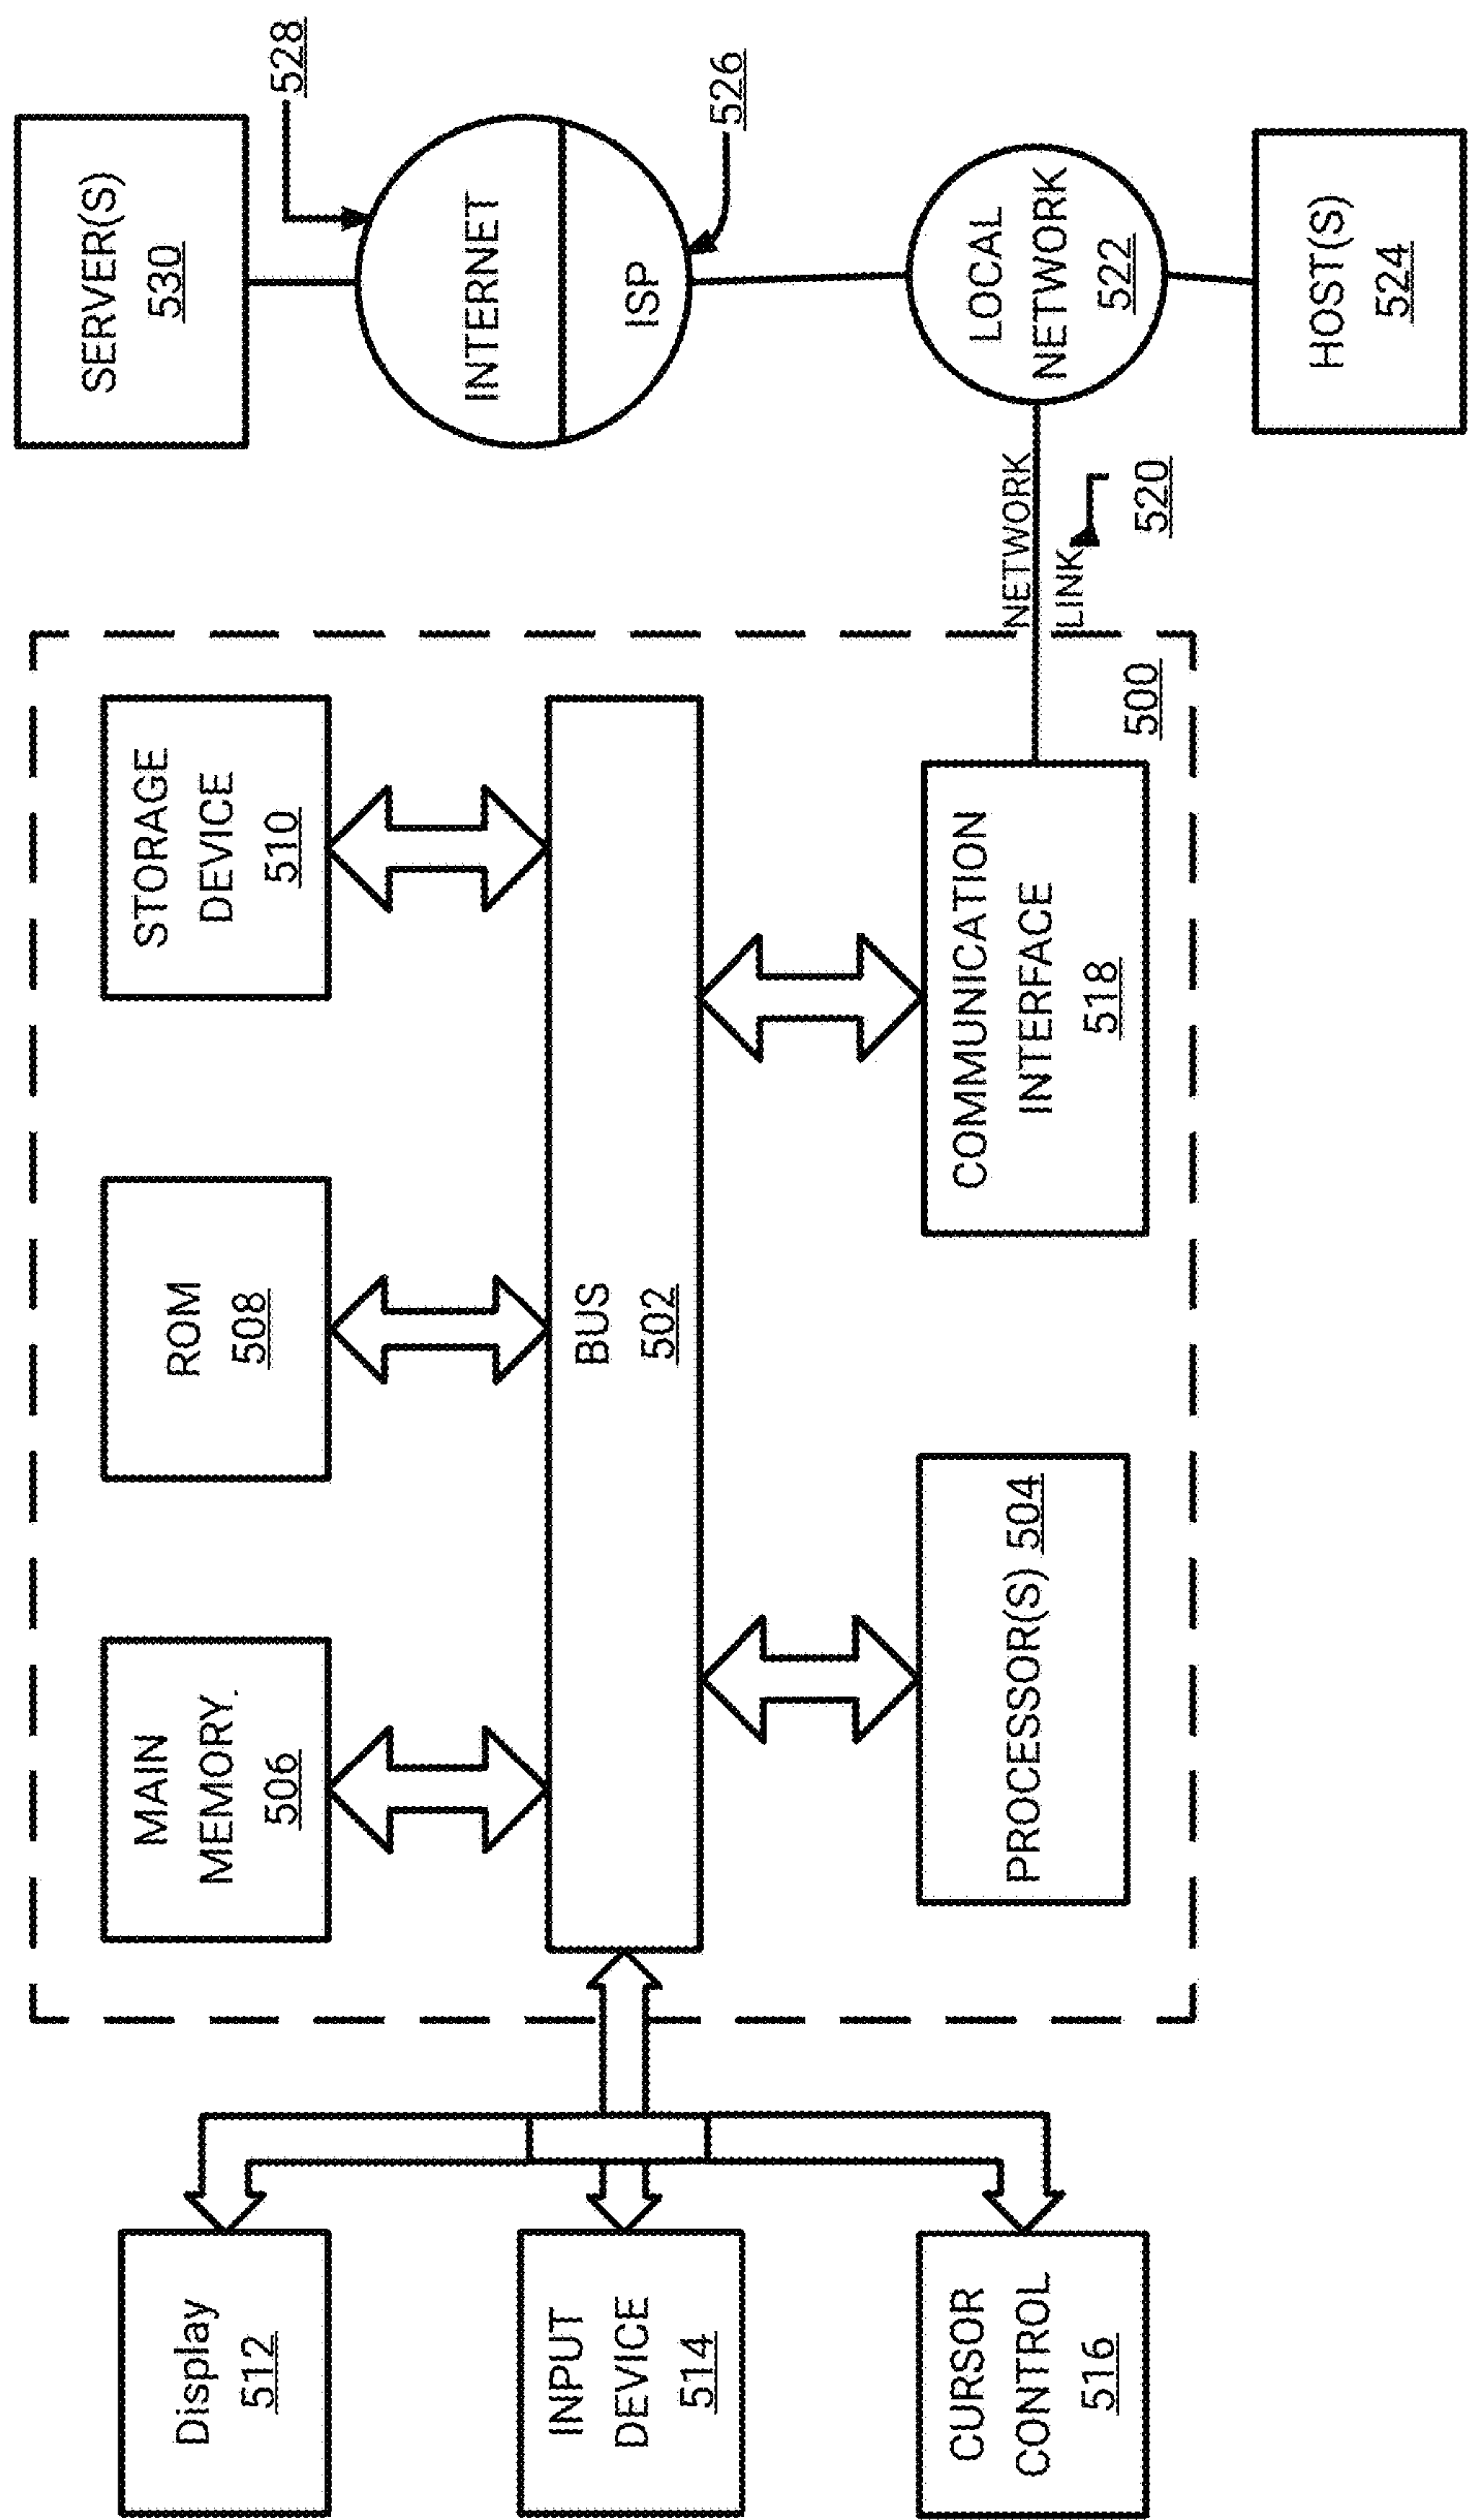 Display
512
INPUT
DEVICE
514
CURSOR
CONTROL
516
MAIN
MEMORY.
506
ROM
508
STORAGE
DEVICE
510
BUS
502
PROCESSOR(S) 504
COMMUNICATION
INTERFACE
518
500
NETWORK
LINK
520
SERVER(S)
530
528
INTERNET
ISP
526
LOCAL
NETWORK
522
HOST(S)
524